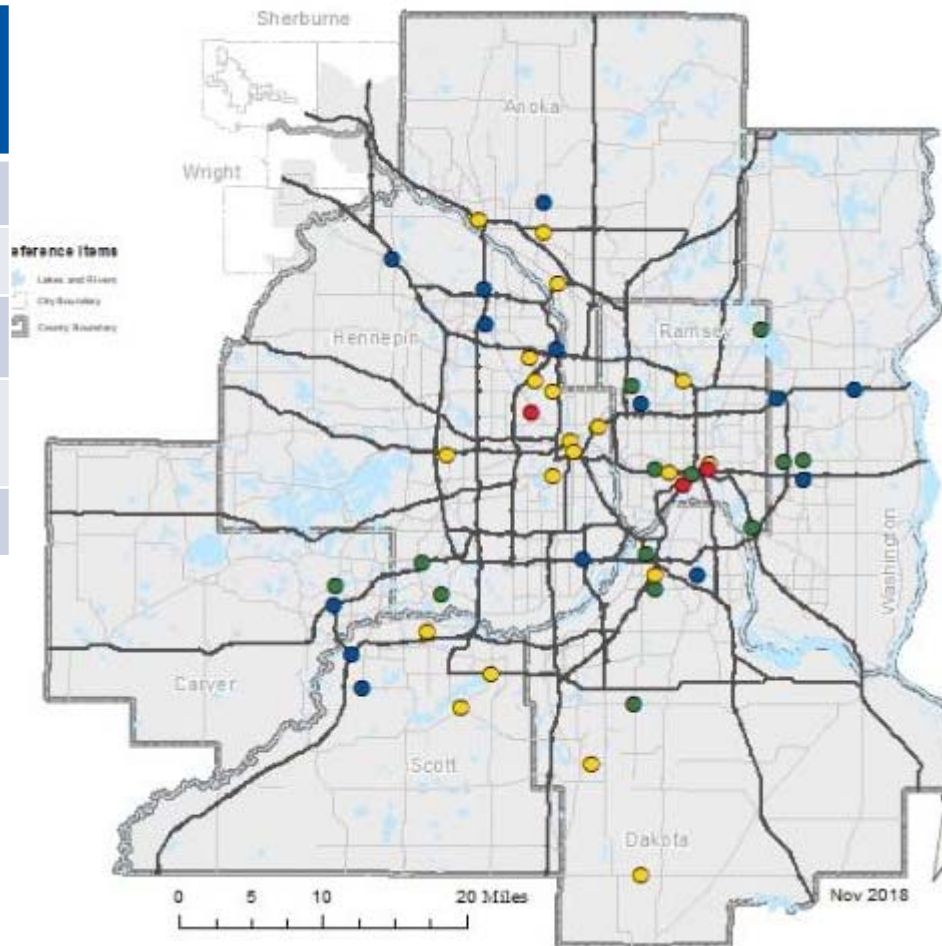 Sherburne
Anoka
Wright
eference Items
Lakes and Rivers
City Boundary
County Boundary
Hennepin
Ramsey
Washington
Carver
Scott
Dakota
0 5 10 20 Miles
Nov 2018